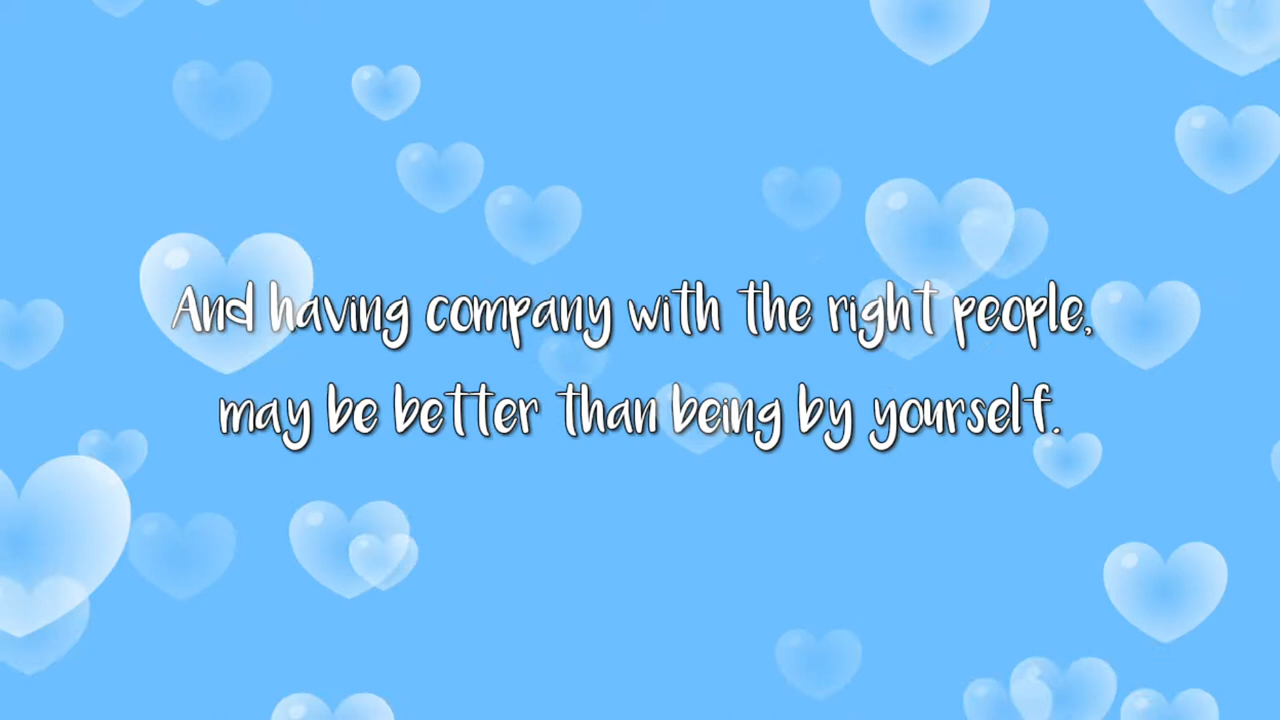 And having company with the right people,
may be better than being by yourself.